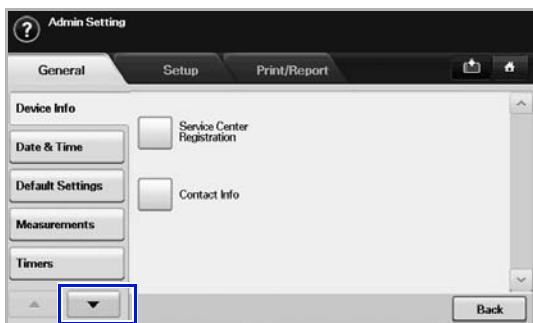 Admin Setting
General
Setup
Print/Report
Device Info
Date & Time
Default Settings
Measurements
Timers
Service Center
Registration
Contact Info
Back